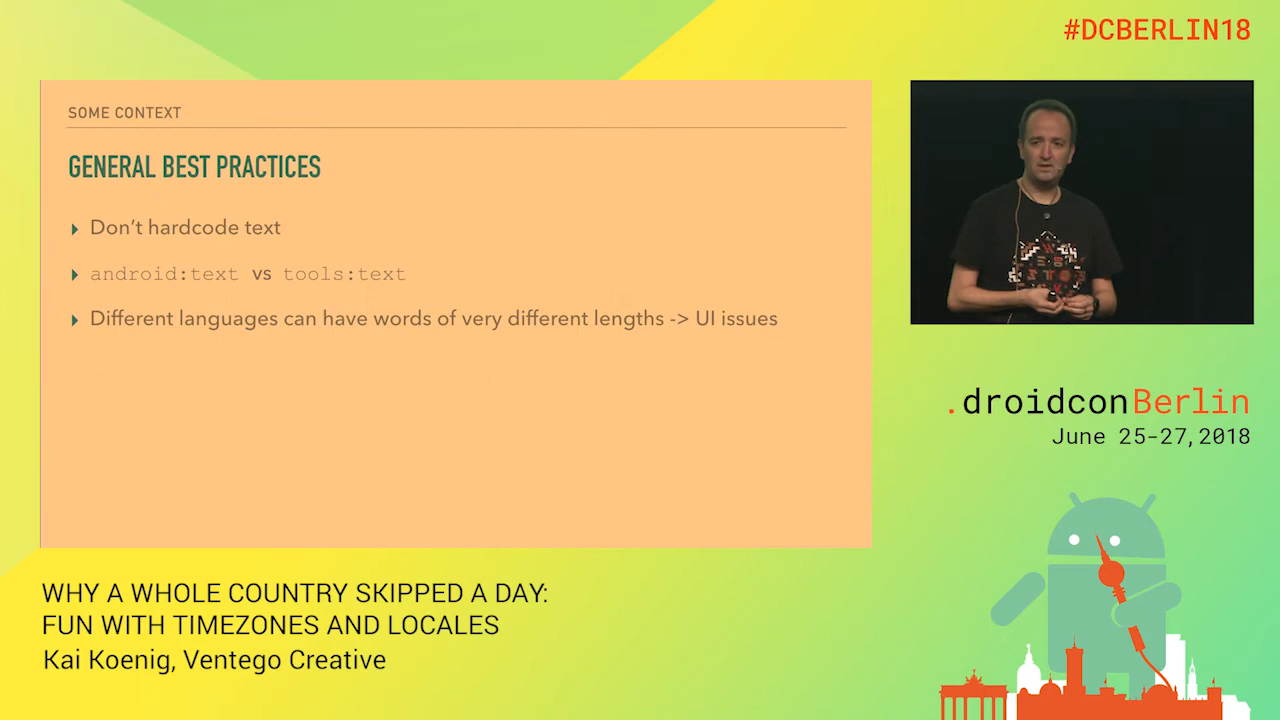 #DCBERLIN18
SOME CONTEXT
GENERAL BEST PRACTICES
Don’t hardcode text
android:text vs tools:text
Different languages can have words of very different lengths -> UI issues
.droidconBerlin
June 25-27, 2018
WHY A WHOLE COUNTRY SKIPPED A DAY:
FUN WITH TIMEZONES AND LOCALES
Kai Koenig, Ventego Creative